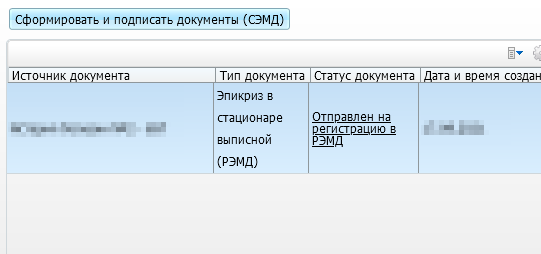 Сформировать и подписать документы (СЭМД)
Источник документа Тип документа Статус документа Дата и время создан
Эпикриз в
стационаре
выписной
(РЭМД)
Отправлен на
регистрацию в
РЭМД